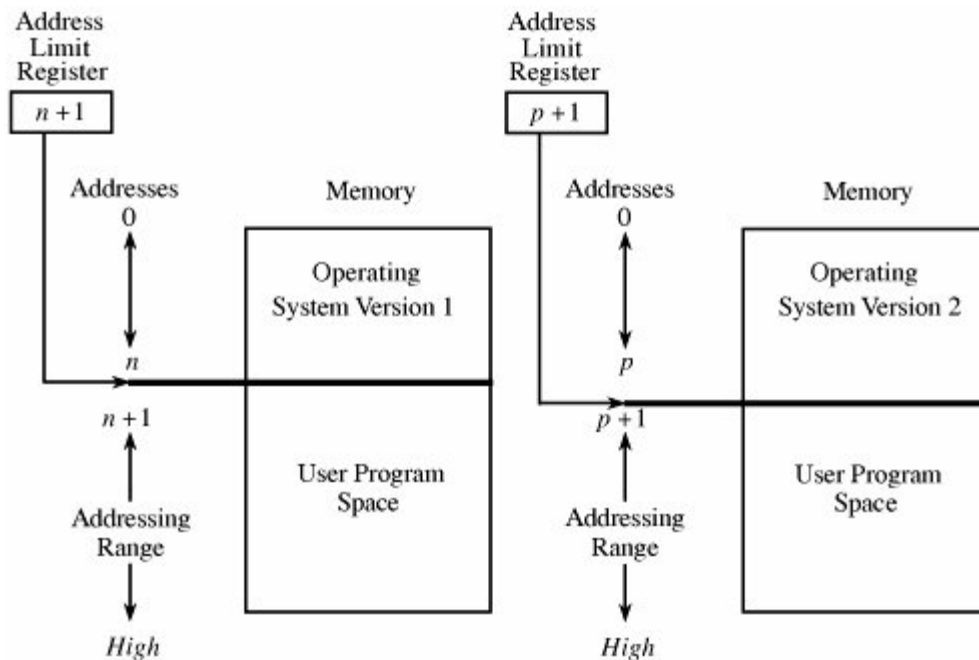 Address
Limit
Register
n + 1
Addresses
0
n
n + 1
Addressing
Range
High
Memory
Operating
System Version 1
User Program
Space
Address
Limit
Register
p + 1
Addresses
0
p
p + 1
Addressing
Range
High
Memory
Operating
System Version 2
User Program
Space